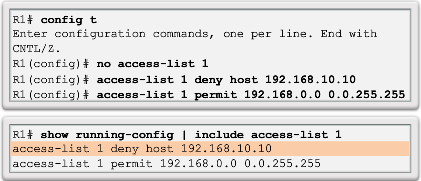 R1# config t
Enter configuration commands, one per line. End with
CNTL/Z.
R1(config)# no access-list 1
R1(config)# access-list 1 deny host 192.168.10.10
R1(config)# access-list 1 permit 192.168.0.0 0.0.255.255
R1# show running-config | include access-list 1
access-list 1 deny host 192.168.10.10
access-list 1 permit 192.168.0.0 0.0.255.255